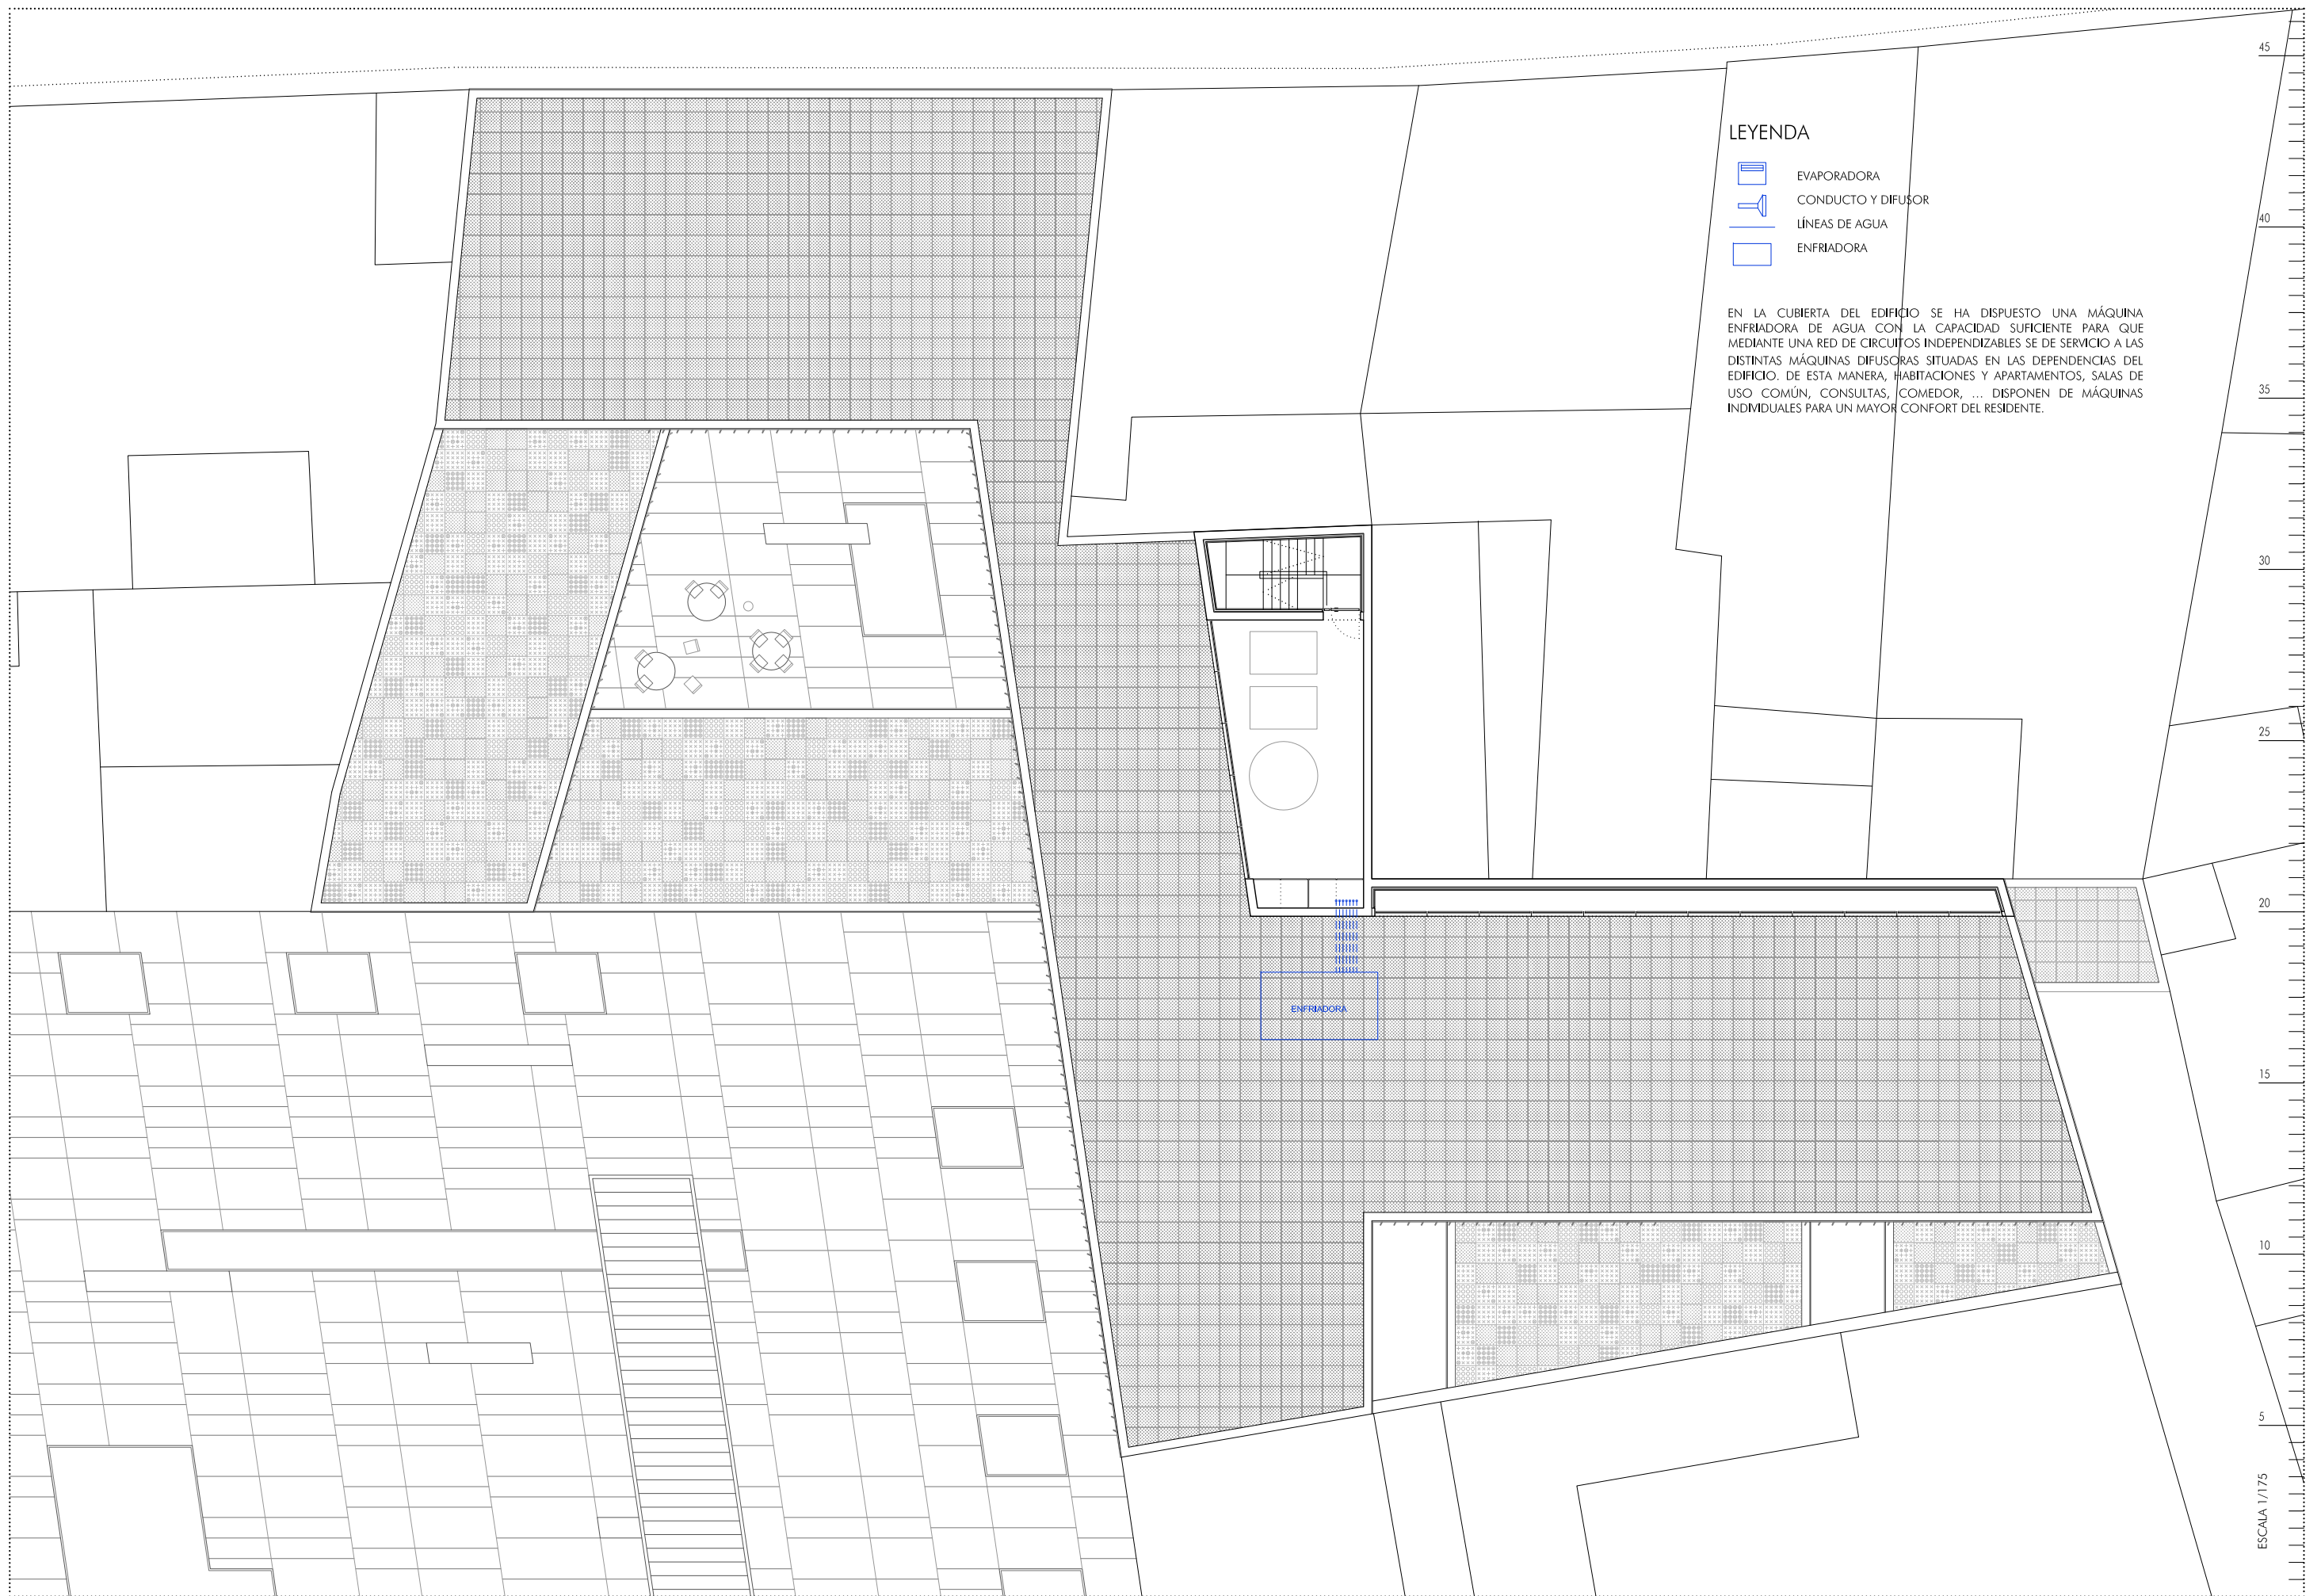 LEYENDA
EVAPORADORA
CONDUCTO Y DIFUSOR
LÍNEAS DE AGUA
ENFRIADORA
EN LA CUBIERTA DEL EDIFICIO SE HA DISPUESTO UNA MÁQUINA
ENFRIADORA DE AGUA CON LA CAPACIDAD SUFICIENTE PARA QUE
MEDIANTE UNA RED DE CIRCUITOS INDEPENDIZABLES SE DE SERVICIO A LAS
DISTINTAS MÁQUINAS DIFUSORAS SITUADAS EN LAS DEPENDENCIAS DEL
EDIFICIO. DE ESTA MANERA, HABITACIONES Y APARTAMENTOS, SALAS DE
USO COMÚN, CONSULTAS, COMEDOR, ... DISPONEN DE MÁQUINAS
INDIVIDUALES PARA UN MAYOR CONFORT DEL RESIDENTE.
ENFRIADORA
45
40
35
30
25
20
15
10
5
ESCALA 1/175